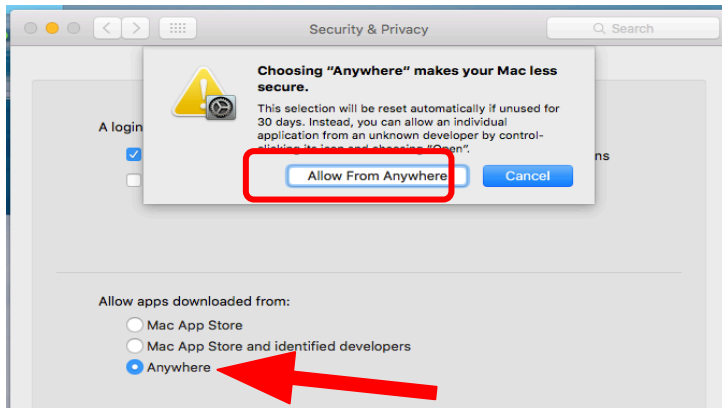 Security & Privacy
Search
Choosing “Anywhere” makes your Mac less
secure.
This selection will be reset automatically if unused for
30 days. Instead, you can allow an individual
application from an unknown developer by control-
clicking its icon and choosing “Open”.
Allow From Anywhere
Cancel
A login
ns
Allow apps downloaded from:
Mac App Store
Mac App Store and identified developers
Anywhere